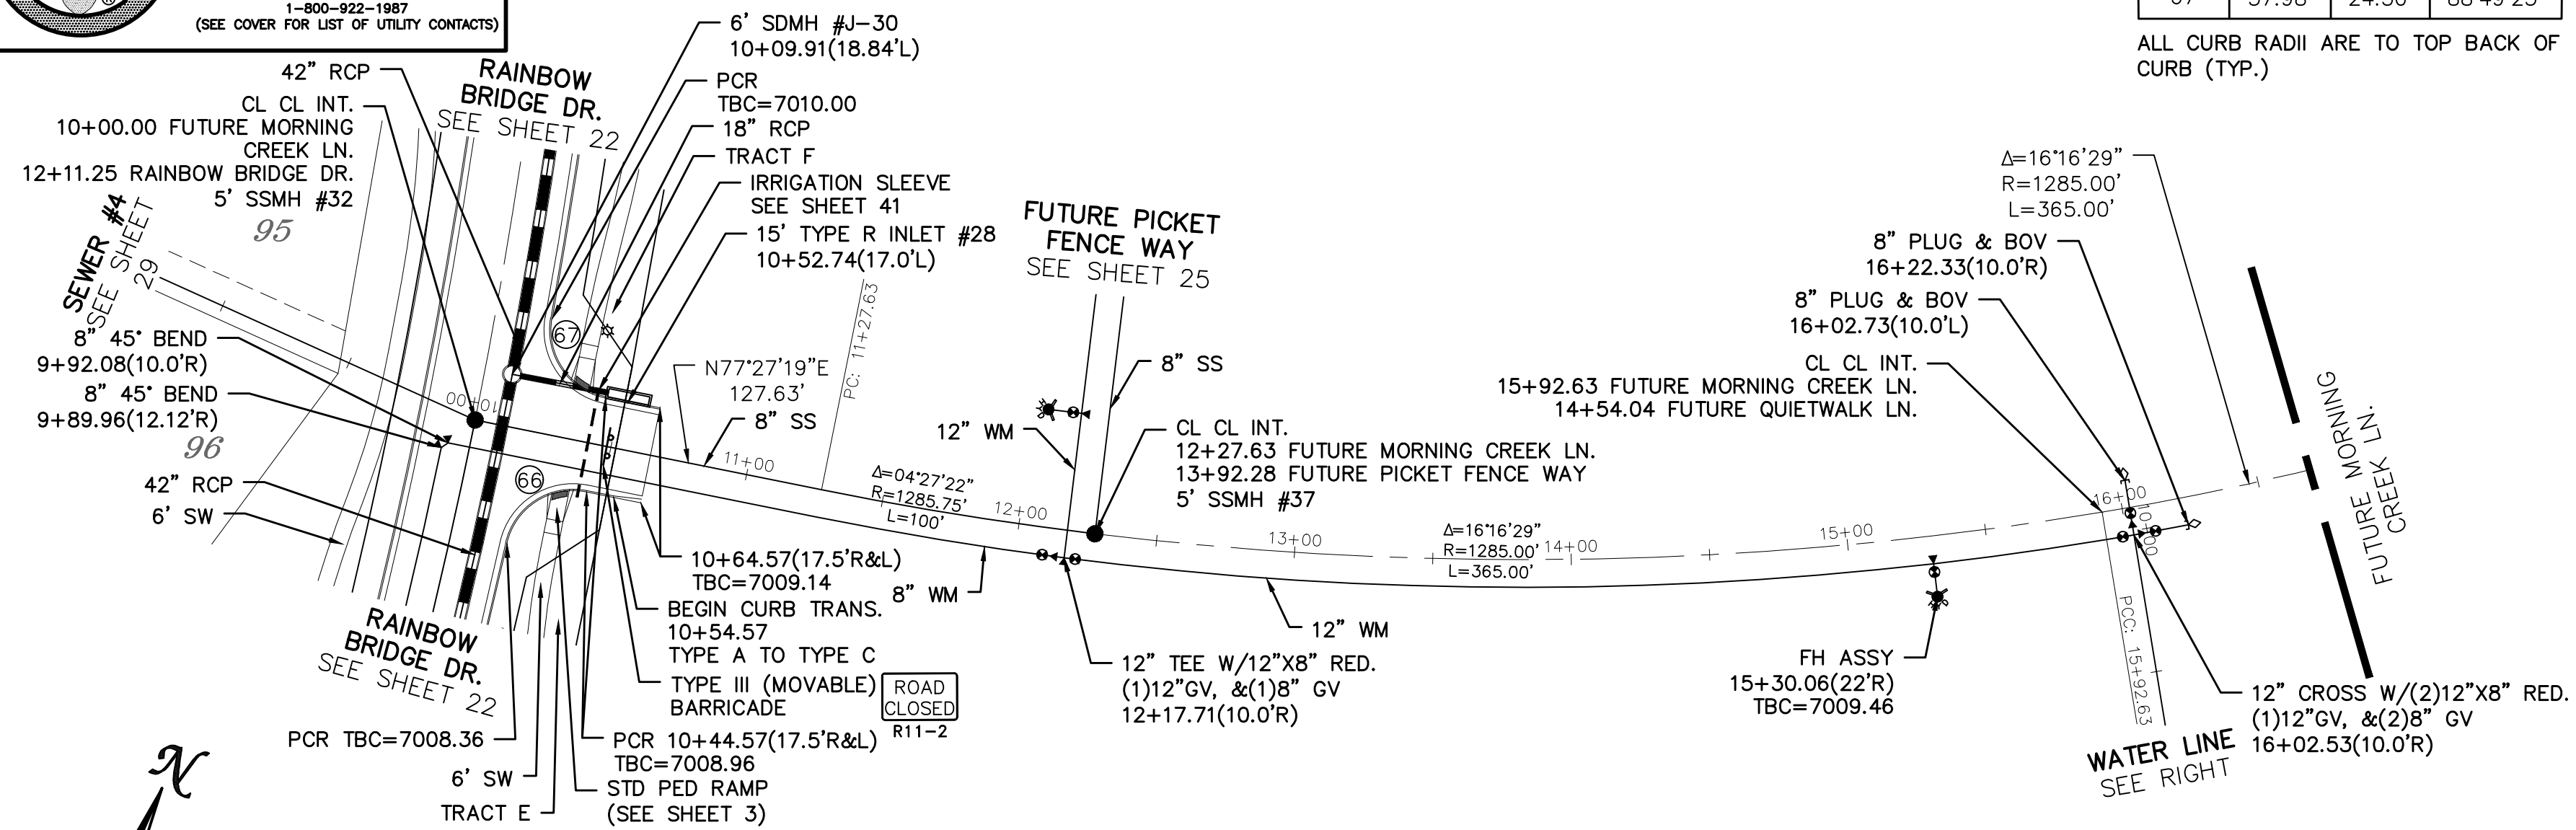 1-800-922-1987
(SEE COVER FOR LIST OF UTILITY CONTACTS)
67 37.98 24.50 88°49'25"
ALL CURB RADII ARE TO TOP BACK OF
CURB (TYP.)
42" RCP
CL CL INT.
10+00.00 FUTURE MORNING
CREEK LN.
12+11.25 RAINBOW BRIDGE DR.
5' SSMH #32
95
SEWER #4
SEE SHEET
29
8" 45° BEND
9+92.08(10.0'R)
8" 45° BEND
9+89.96(12.12'R)
96
42" RCP
6' SW
RAINBOW
BRIDGE DR.
SEE SHEET 22
6' SDMH #J-30
10+09.91(18.84'L)
PCR
TBC=7010.00
18" RCP
TRACT F
IRRIGATION SLEEVE
SEE SHEET 41
15' TYPE R INLET #28
10+52.74(17.0'L)
67
66
10+00
N77°27'19"E
127.63'
8" SS
PC: 11+27.63
11+00
Δ=04°27'22"
R=1285.75'
L=100'
12+00
FUTURE PICKET
FENCE WAY
SEE SHEET 25
8" SS
12" WM
CL CL INT.
12+27.63 FUTURE MORNING CREEK LN.
13+92.28 FUTURE PICKET FENCE WAY
5' SSMH #37
13+00
Δ=16°16'29"
R=1285.00'
L=365.00'
14+00
15+00
Δ=16°16'29"
R=1285.00'
L=365.00'
8" PLUG & BOV
16+22.33(10.0'R)
8" PLUG & BOV
16+02.73(10.0'L)
CL CL INT.
15+92.63 FUTURE MORNING CREEK LN.
14+54.04 FUTURE QUIETWALK LN.
16+00
10+00
FUTURE MORNING
CREEK LN.
PCC: 15+92.63
10+64.57(17.5'R&L)
TBC=7009.14
8" WM
BEGIN CURB TRANS.
10+54.57
TYPE A TO TYPE C
TYPE III (MOVABLE)
BARRICADE
ROAD
CLOSED
R11-2
PCR 10+44.57(17.5'R&L)
TBC=7008.96
STD PED RAMP
(SEE SHEET 3)
RAINBOW
BRIDGE DR.
SEE SHEET 22
PCR TBC=7008.36
6' SW
TRACT E
N
12" WM
12" TEE W/12"X8" RED.
(1)12"GV, &(1)8" GV
12+17.71(10.0'R)
FH ASSY
15+30.06(22'R)
TBC=7009.46
12" CROSS W/(2)12"X8" RED.
(1)12"GV, &(2)8" GV
16+02.53(10.0'R)
WATER LINE
SEE RIGHT